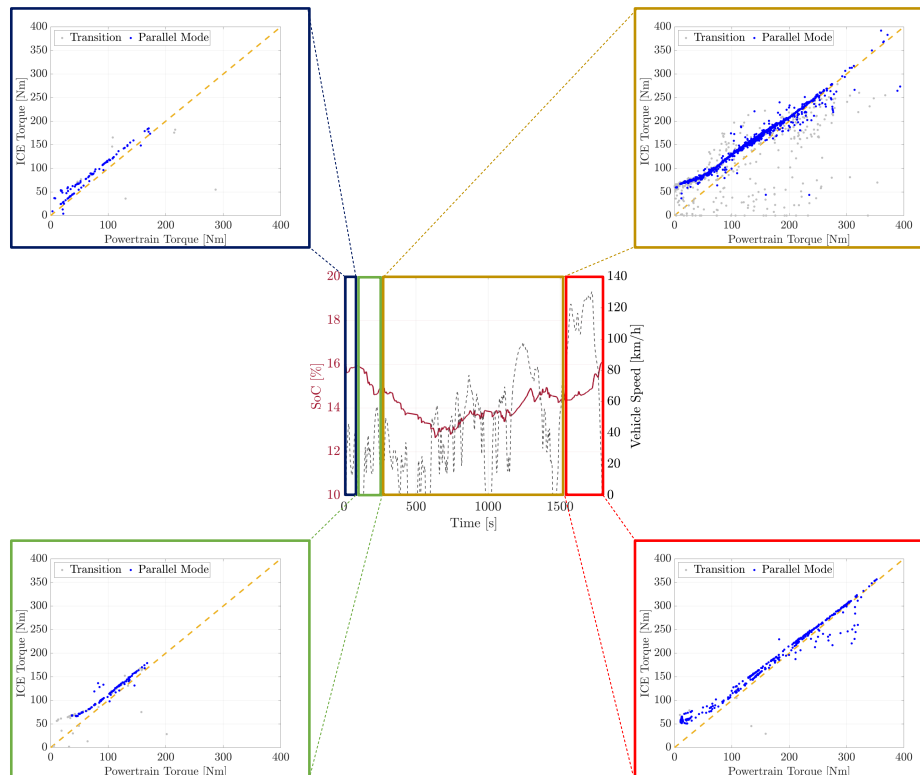 Transition Parallel Mode
ICE Torque [Nm]
400
350
300
250
200
150
100
50
0
0 100 200 300 400
Powertrain Torque [Nm]
Transition Parallel Mode
ICE Torque [Nm]
400
350
300
250
200
150
100
50
0
0 100 200 300 400
Powertrain Torque [Nm]
SoC [%]
20
18
16
14
12
10
140
120
100
80
60
40
20
0
Vehicle Speed [km/h]
0 500 1000 1500
Time [s]
Transition Parallel Mode
ICE Torque [Nm]
400
350
300
250
200
150
100
50
0
0 100 200 300 400
Powertrain Torque [Nm]
Transition Parallel Mode
ICE Torque [Nm]
400
350
300
250
200
150
100
50
0
0 100 200 300 400
Powertrain Torque [Nm]